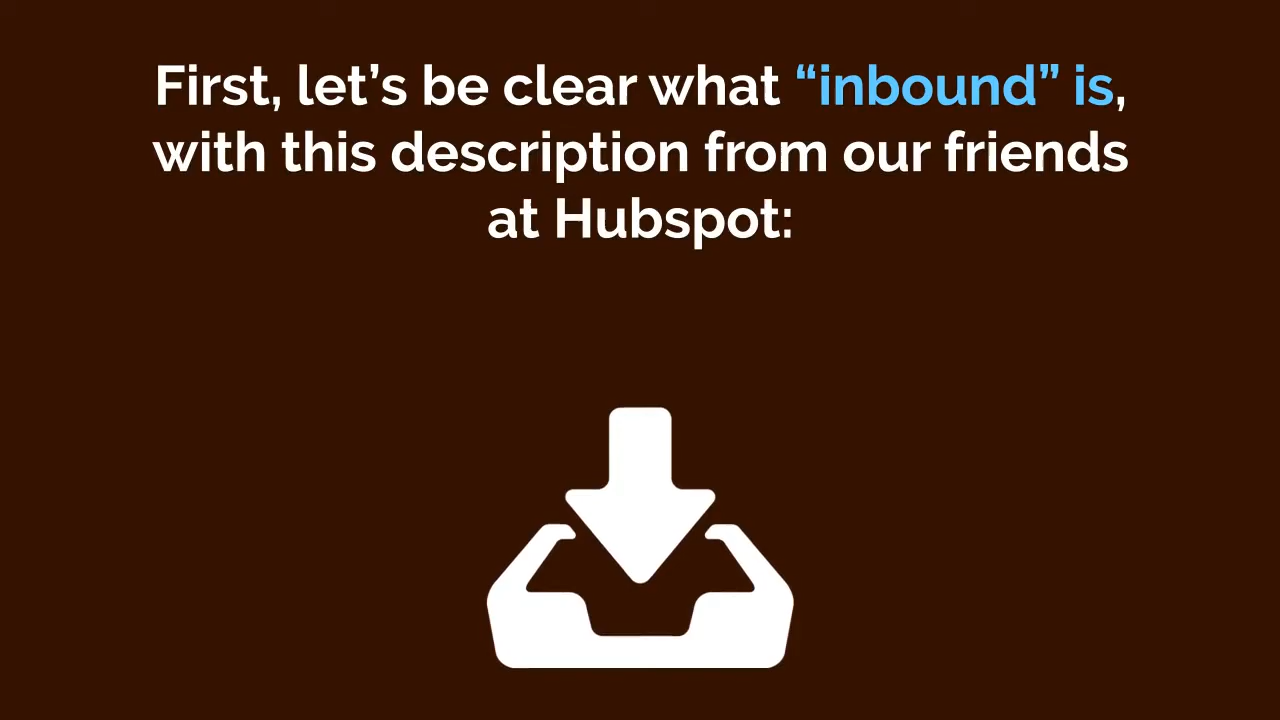 First, let’s be clear what “inbound” is,
with this description from our friends
at Hubspot: